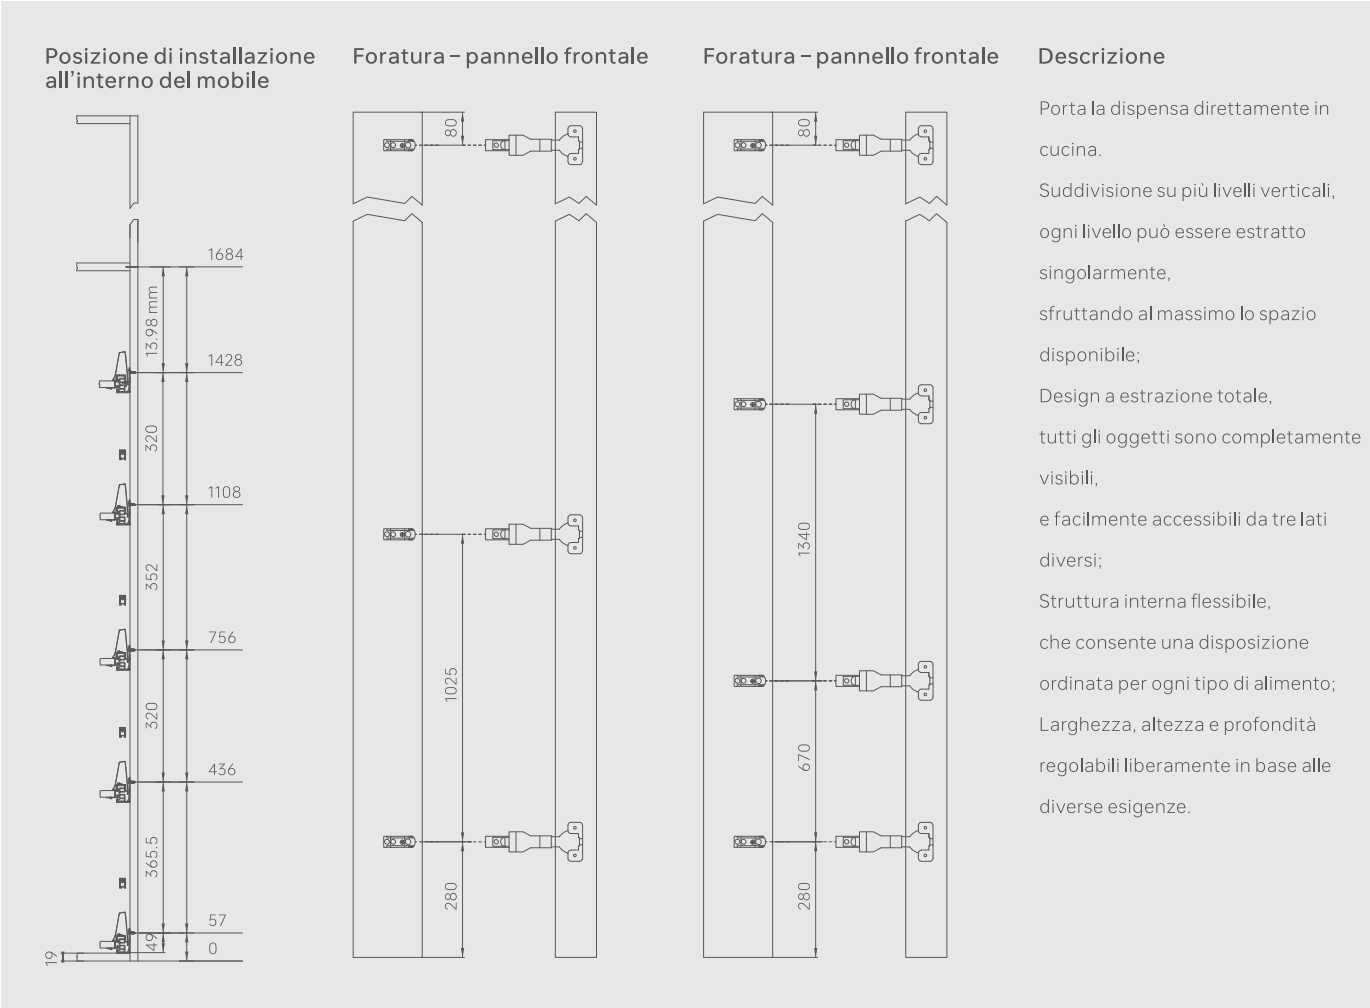 Posizione di installazione
all’interno del mobile
1684
13.98 mm
1428
320
1108
352
756
320
436
365.5
57
49
0
19
Foratura – pannello frontale
80
1025
280
Foratura – pannello frontale
80
1340
670
280
Descrizione
Porta la dispensa direttamente in
cucina.
Suddivisione su più livelli verticali,
ogni livello può essere estratto
singolarmente,
sfruttando al massimo lo spazio
disponibile;
Design a estrazione totale,
tutti gli oggetti sono completamente
visibili,
e facilmente accessibili da tre lati
diversi;
Struttura interna flessibile,
che consente una disposizione
ordinata per ogni tipo di alimento;
Larghezza, altezza e profondità
regolabili liberamente in base alle
diverse esigenze.